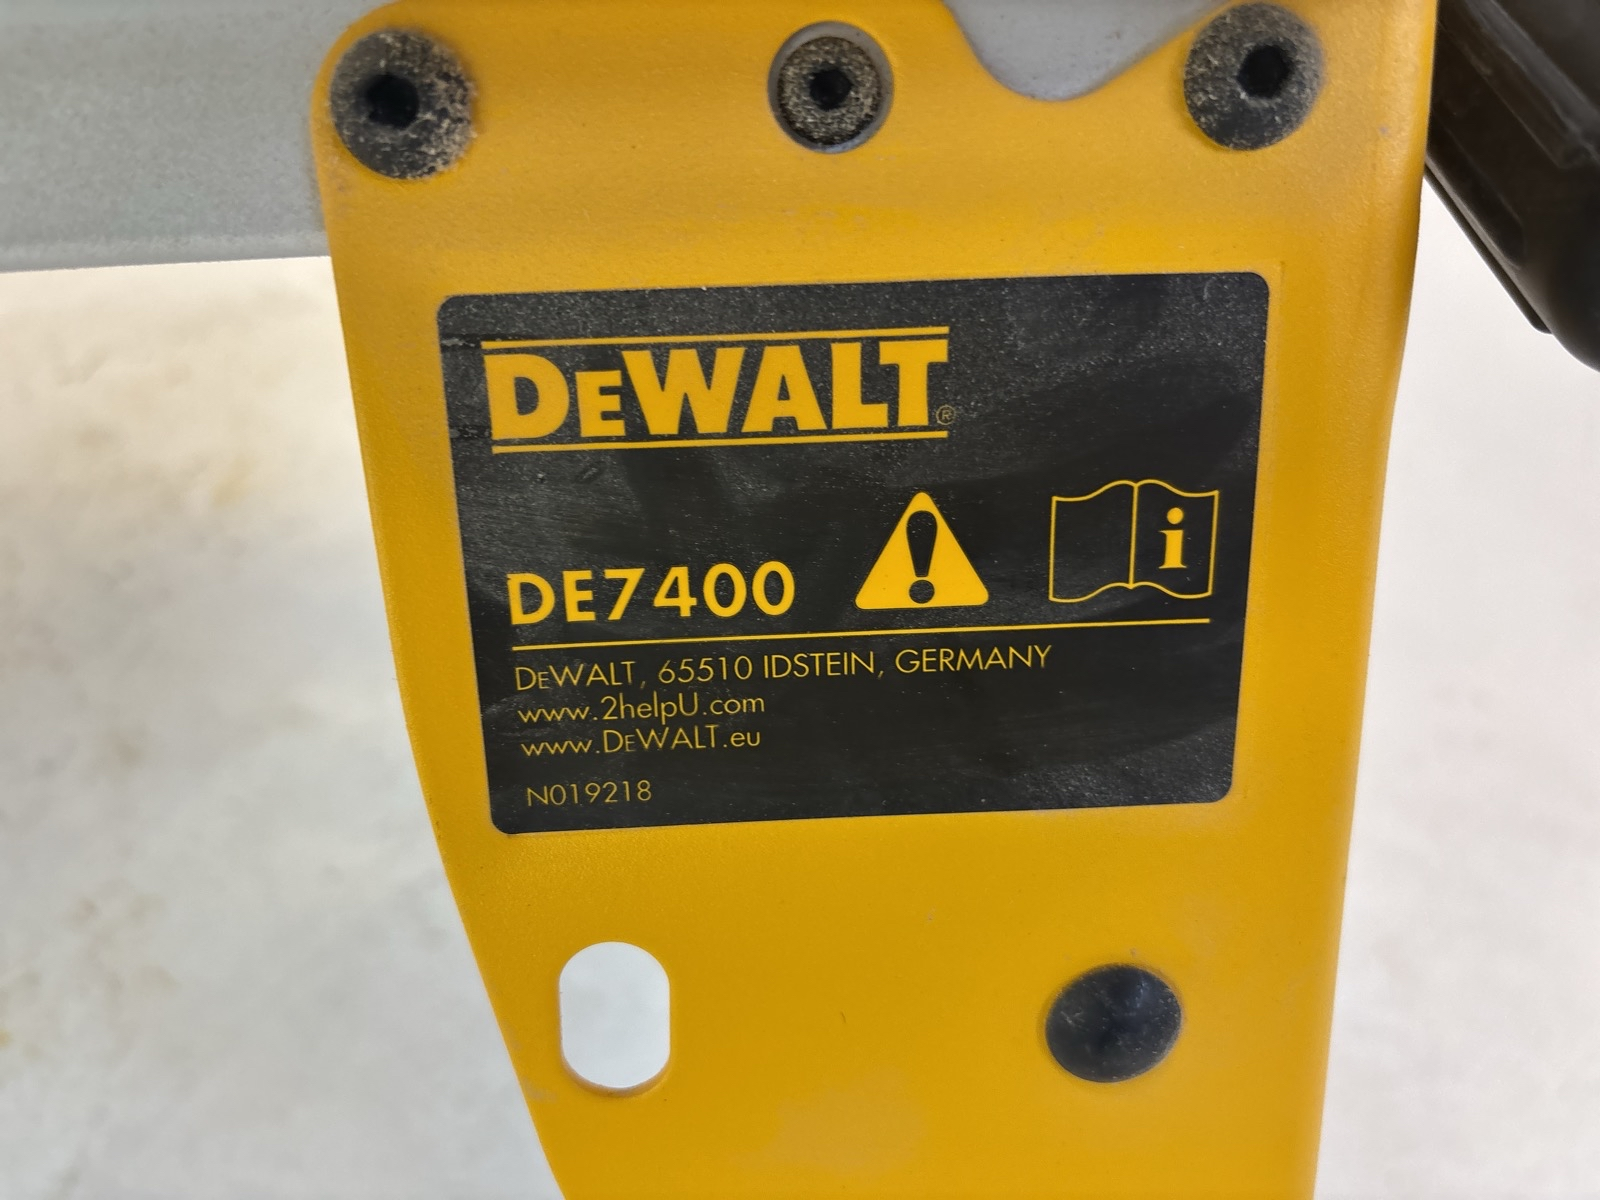 DEWALT®
DE7400
DEWALT, 65510 IDSTEIN, GERMANY
www.2helpU.com
www.DEWALT.eu
N019218